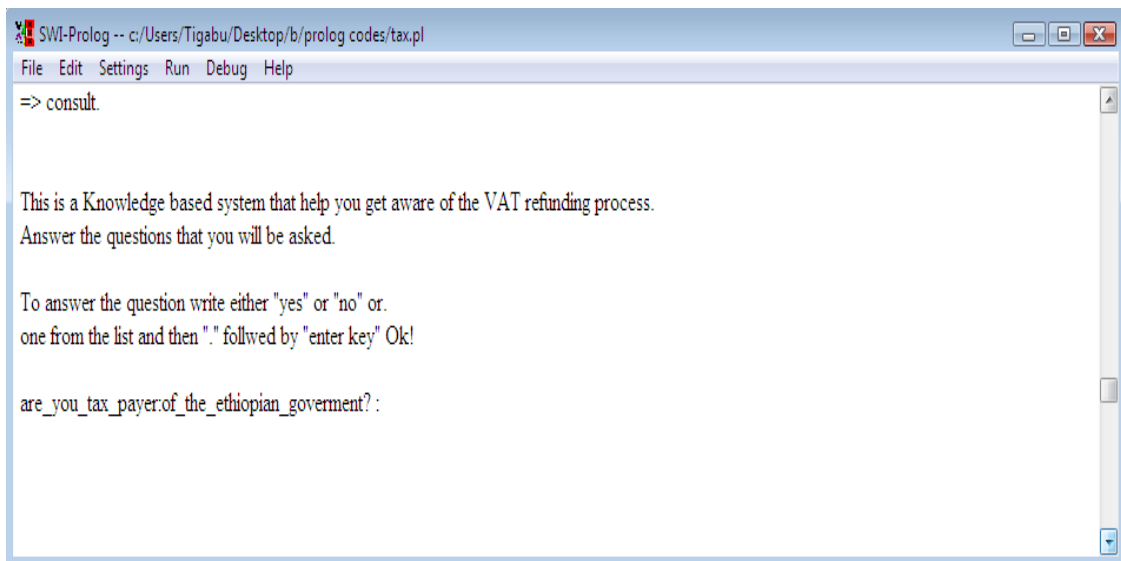 SWI-Prolog -- c:/Users/Tigabu/Desktop/b/prolog codes/tax.pl
File Edit Settings Run Debug Help
=> consult.
This is a Knowledge based system that help you get aware of the VAT refunding process.
Answer the questions that you will be asked.
To answer the question write either "yes" or "no" or.
one from the list and then "." follwed by "enter key" Ok!
are_you_tax_payer:of_the_ethiopian_goverment? :